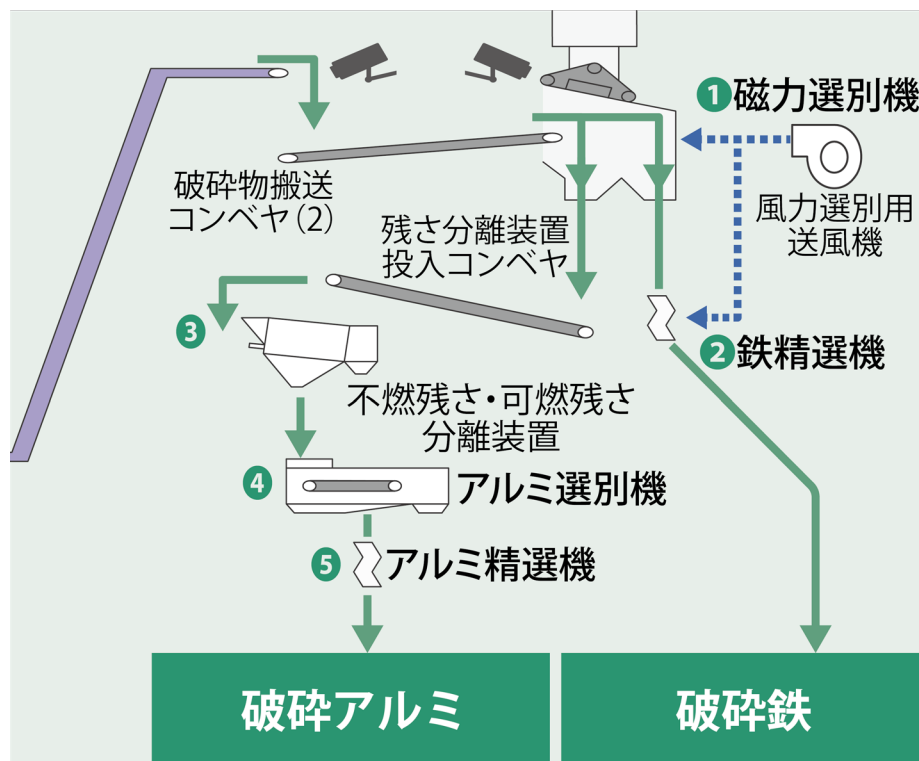 ❶磁力選別機
破砕物搬送
コンベヤ(2)
風力選別用
送風機
残さ分離装置
投入コンベヤ
❸
❷鉄精選機
不燃残さ・可燃残さ
分離装置
❹
アルミ選別機
❺
アルミ精選機
破砕アルミ
破砕鉄